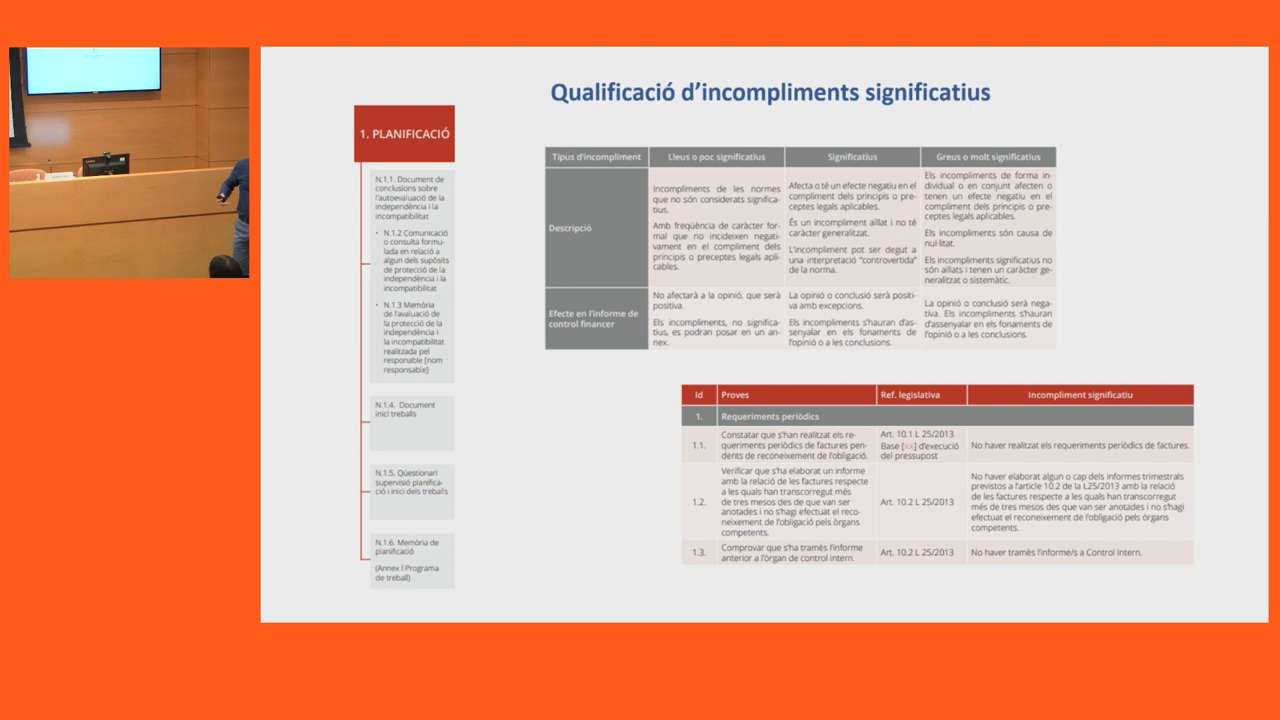 Qualificació d'incompliments significatius
1. PLANIFICACIÓ
N.1.1. Document de
conclusions sobre
l'autoevaluació de la
independència i la
incompatibilitat
• N.1.2 Comunicació
o consulta formu-
lada en relació a
algun dels supòsits
de protecció de la
independència i la
incompatibilitat
• N.1.3 Memòria
de l'avaluació de
la protecció de la
independència i
la incompatibilitat
realitzada pel
responable [nom
responsable]
N.1.4. Document
inici treballs
N.1.5. Qüestionari
supervisió planifica-
ció i inici dels treballs
N.1.6. Memòria de
planificació
(Annex I Programa
de treball)
Tipus d'incompliment
Lleus o poc significatius
Significatius
Greus o molt significatius
Descripció
Incompliments de les normes
que no són considerats significa-
tius.
Amb freqüència de caràcter for-
mal que no incideixen negati-
vament en el compliment dels
principis o preceptes legals apli-
cables.
Afecta o té un efecte negatiu en el
compliment dels principis o pre-
ceptes legals aplicables.
És un incompliment aïllat i no té
caràcter generalitzat.
L'incompliment pot ser degut a
una interpretació "controvertida"
de la norma.
Els incompliments de forma in-
dividual o en conjunt afecten o
tenen un efecte negatiu en el
compliment dels principis o pre-
ceptes legals aplicables.
Els incompliments són causa de
nul·litat.
Els incompliments significatius no
són aïllats i tenen un caràcter ge-
neralitzat o sistemàtic.
Efecte en l'informe de
control financer
No afectarà a la opinió, que serà
positiva.
Els incompliments, no significa-
tius, es podran posar en un an-
nex.
La opinió o conclusió serà positi-
va amb excepcions.
Els incompliments s'hauran d'as-
senyalar en els fonaments de
l'opinió o a les conclusions.
La opinió o conclusió serà nega-
tiva. Els incompliments s'hauran
d'assenyalar en els fonaments de
l'opinió o a les conclusions.
Id
Proves
Ref. legislativa
Incompliment significatiu
1.
Requeriments periòdics
1.1.
Constatar que s'han realitzat els re-
queriments periòdics de factures pen-
dents de reconeixement de l'obligació.
Art. 10.1 L 25/2013
Base [xx] d'execució
del pressupost
No haver realitzat els requeriments periòdics de factures.
1.2.
Verificar que s'ha elaborat un informe
amb la relació de les factures respecte
a les quals han transcorregut més
de tres mesos des de que van ser
anotades i no s'hagi efectuat el reco-
neixement de l'obligació pels òrgans
competents.
Art. 10.2 L 25/2013
No haver elaborat algun o cap dels informes trimestrals
previstos a l'article 10.2 de la L25/2013 amb la relació
de les factures respecte a les quals han transcorregut
més de tres mesos des que van ser anotades i no s'hagi
efectuat el reconeixement de l'obligació pels òrgans
competents.
1.3.
Comprovar que s'ha tramès l'informe
anterior a l'òrgan de control intern.
Art. 10.2 L 25/2013
No haver tramès l'informe/s a Control Intern.